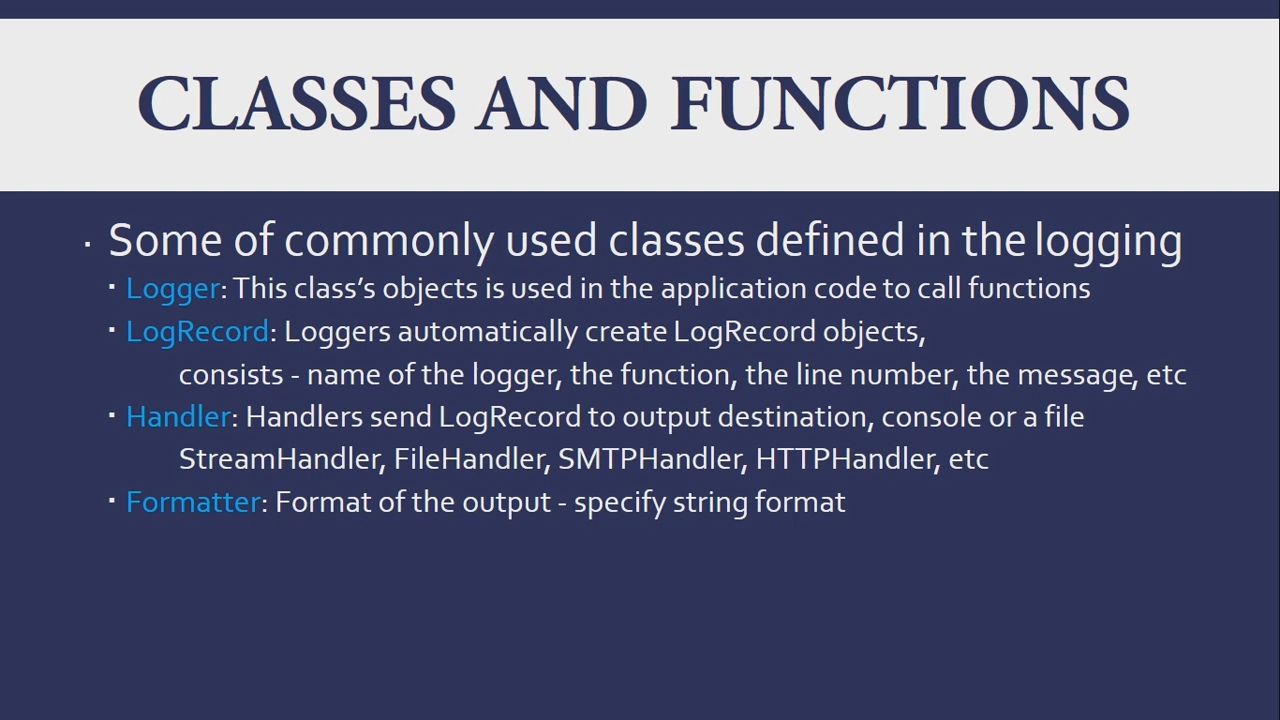 CLASSES AND FUNCTIONS
· Some of commonly used classes defined in the logging
▪ Logger: This class’s objects is used in the application code to call functions
▪ LogRecord: Loggers automatically create LogRecord objects,
consists - name of the logger, the function, the line number, the message, etc
▪ Handler: Handlers send LogRecord to output destination, console or a file
StreamHandler, FileHandler, SMTPHandler, HTTPHandler, etc
▪ Formatter: Format of the output - specify string format